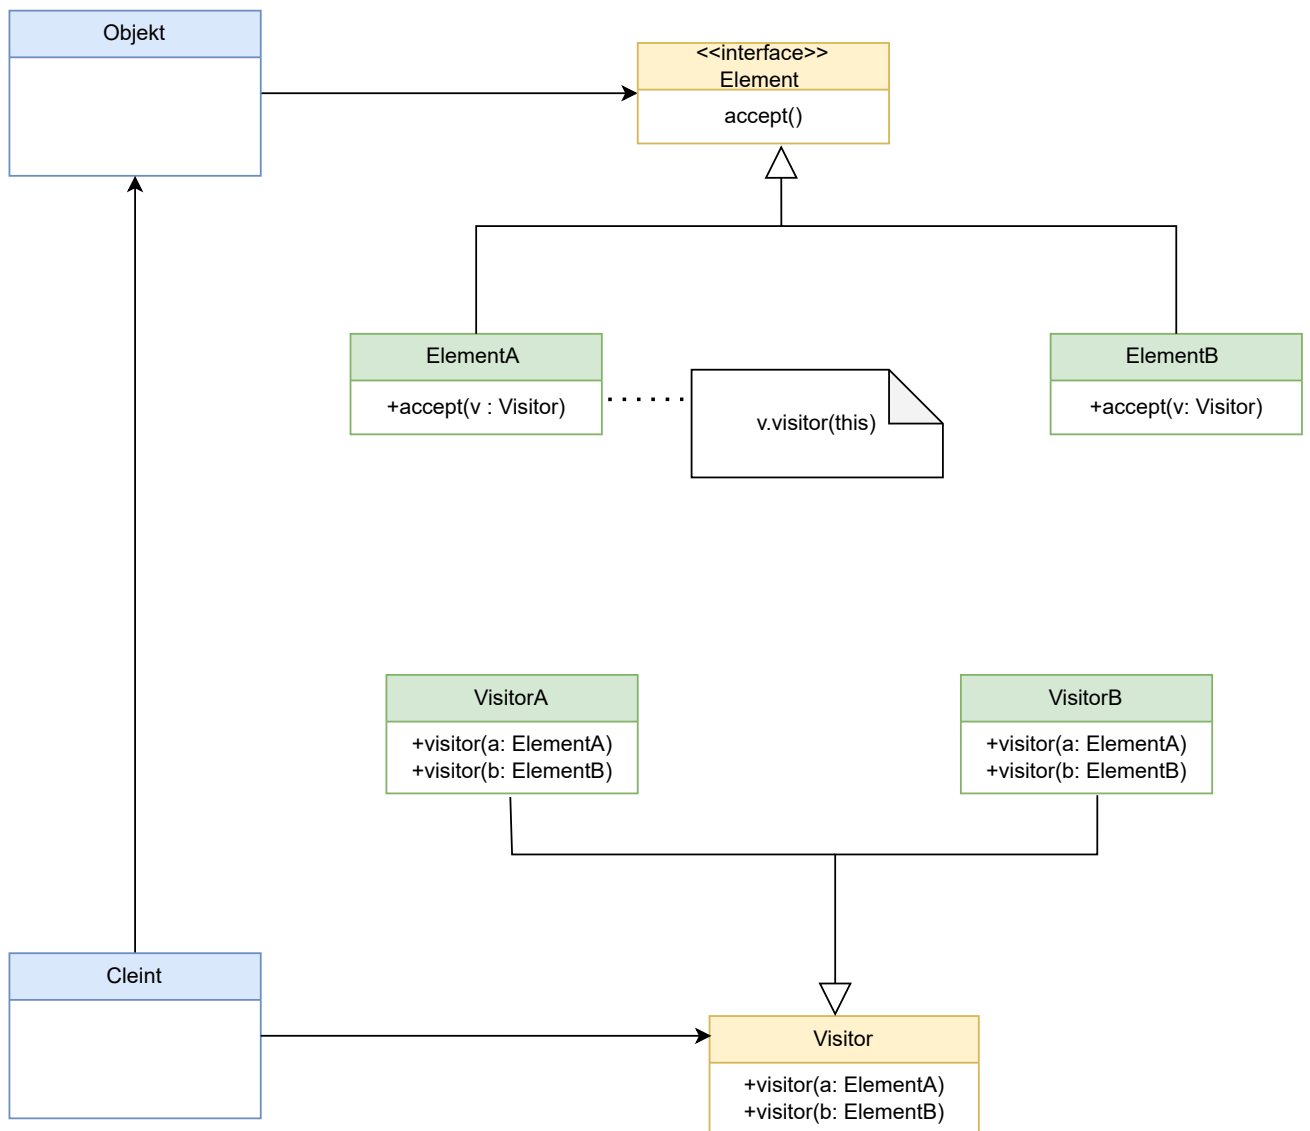 Objekt
<<interface>>
Element
accept()
ElementA
+accept(v : Visitor)
v.visitor(this)
ElementB
+accept(v: Visitor)
VisitorA
+visitor(a: ElementA)
+visitor(b: ElementB)
VisitorB
+visitor(a: ElementA)
+visitor(b: ElementB)
Cleint
Visitor
+visitor(a: ElementA)
+visitor(b: ElementB)